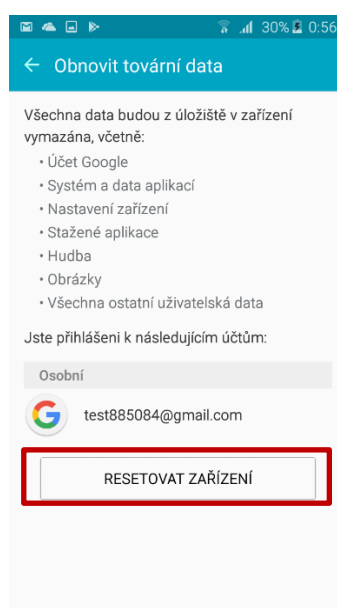 30% 0:56
Obnovit tovární data
Všechna data budou z úložiště v zařízení
vymazána, včetně:
• Účet Google
• Systém a data aplikací
• Nastavení zařízení
• Stažené aplikace
• Hudba
• Obrázky
• Všechna ostatní uživatelská data
Jste přihlášeni k následujícím účtům:
Osobní
test885084@gmail.com
RESETOVAT ZAŘÍZENÍ